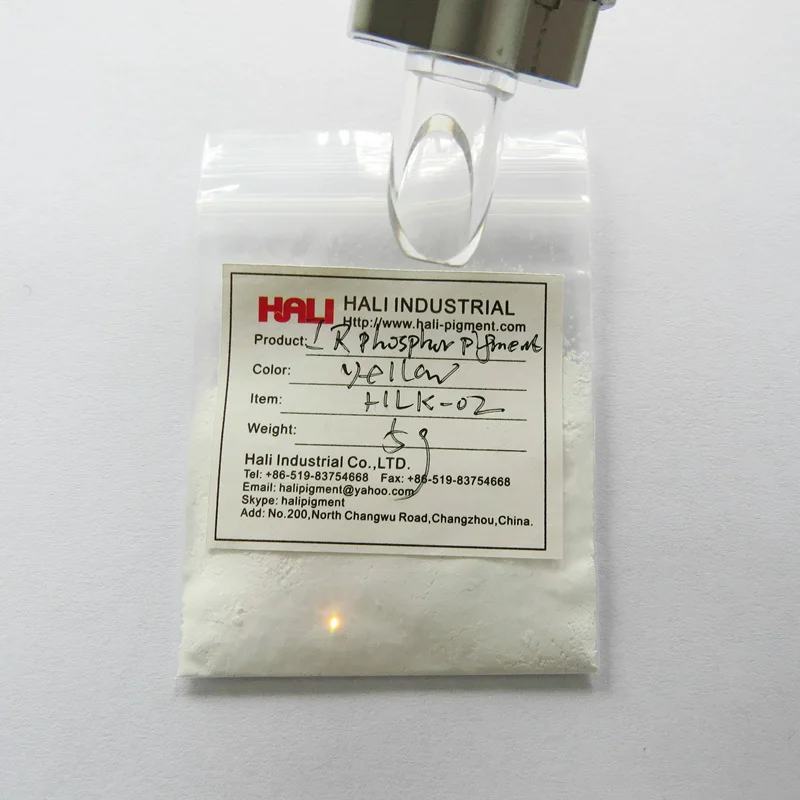 HALI HALI INDUSTRIAL
Http://www.hali-pigment.com
Product: IR phosphor pigment
Color: yellow
Item: HLK-02
Weight: 5g
Hali Industrial Co.,LTD.
Tel: +86-519-83754668 Fax: +86-519-83754668
Email: halipigment@yahoo.com
Skype: halipigment
Add: No.200,North Changwu Road,Changzhou,China.